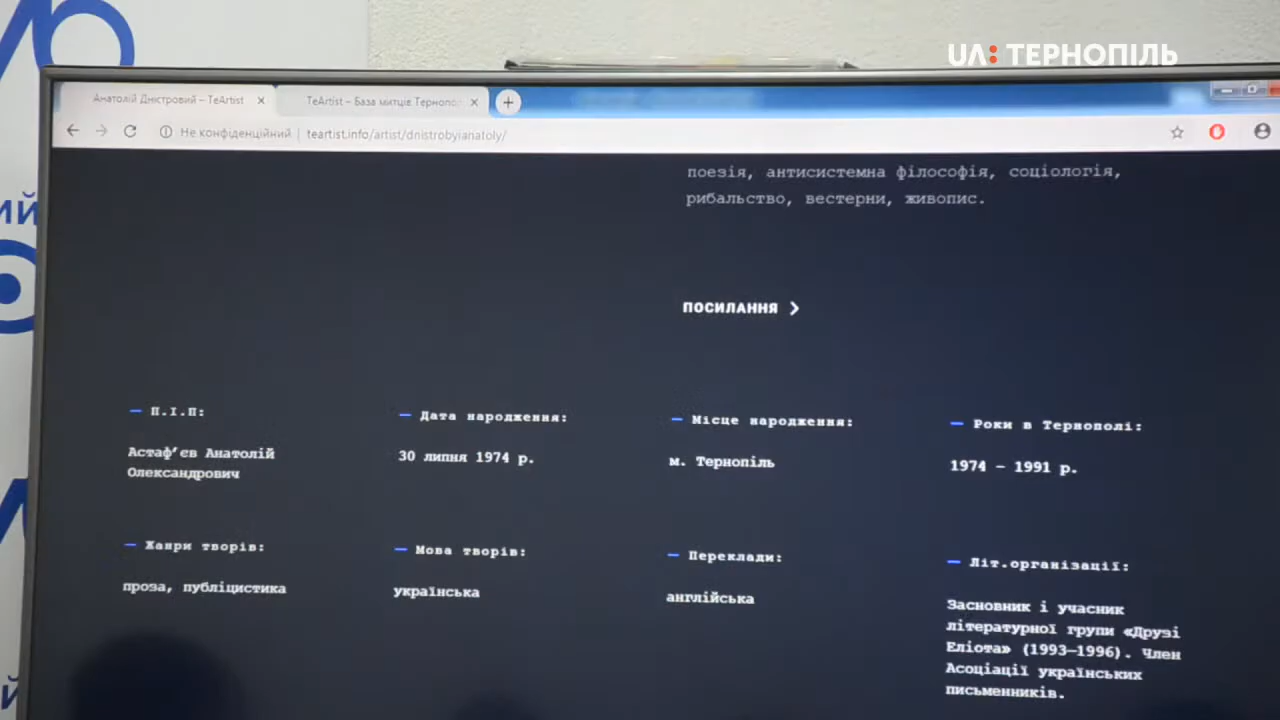 UA: ТЕРНОПІЛЬ
Анатолій Дністровий – TeArtist
TeArtist – База митців Тернопо
Не конфіденційний
teartist.info/artist/dnistrobyianatoly/
поезія, антисистемна філософія, соціологія,
рибальство, вестерни, живопис.
ПОСИЛАННЯ
П.І.П:
Астаф’єв Анатолій
Олександрович
Дата народження:
30 липня 1974 р.
Місце народження:
м. Тернопіль
Роки в Тернополі:
1974 – 1991 р.
Жанри творів:
проза, публіцистика
Мова творів:
українська
Переклади:
англійська
Літ.організації:
Засновник і учасник
літературної групи «Друзі
Еліота» (1993–1996). Член
Асоціації українських
письменників.